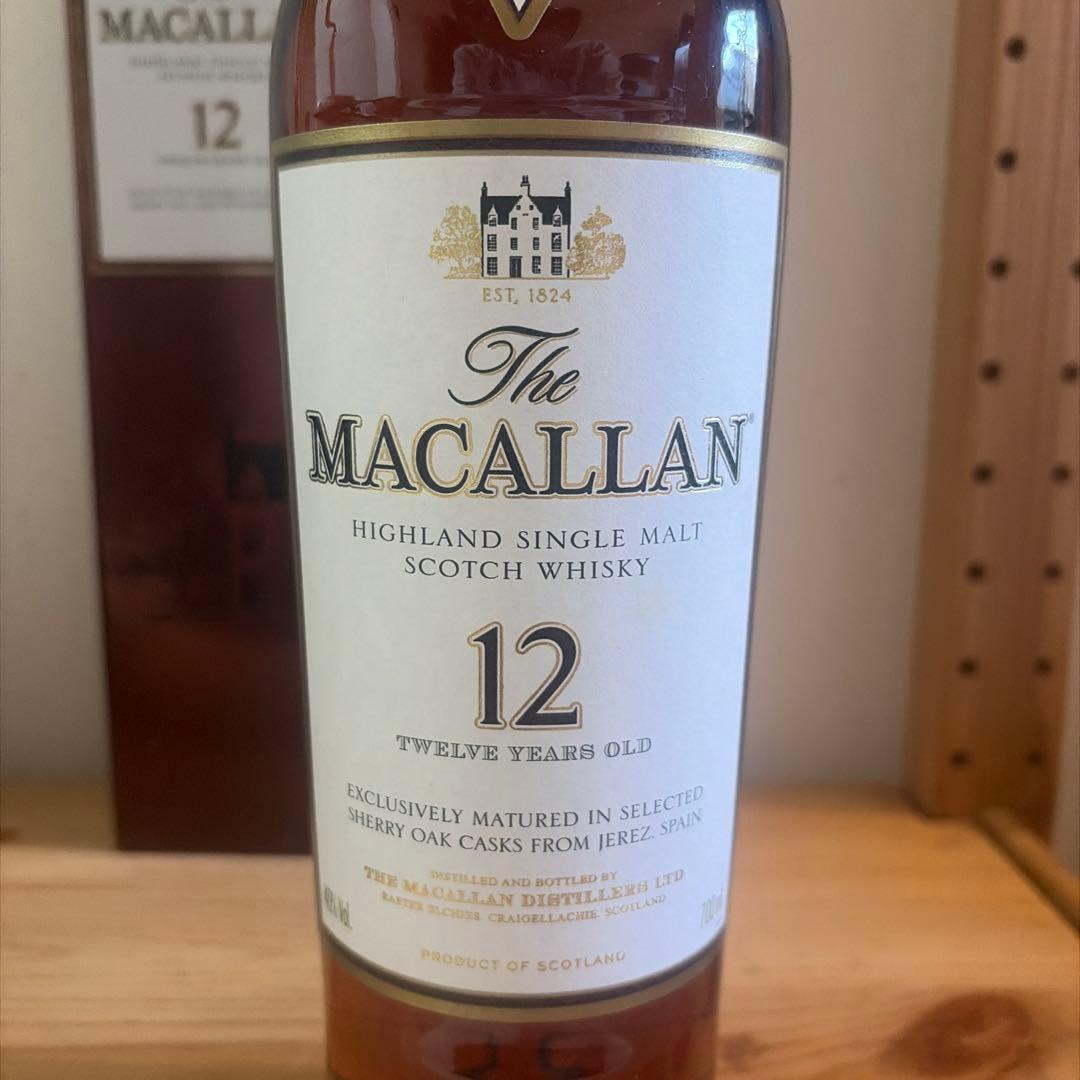 MACALLA
12
EST. 1824
The
MACALLAN
HIGHLAND SINGLE MALT
SCOTCH WHISKY
12
TWELVE YEARS OLD
EXCLUSIVELY MATURED IN SELECTED
SHERRY OAK CASKS FROM JEREZ. SPAIN
DISTILLED AND BOTTLED BY
THE MACALLAN DISTILLERS LTD
EASTER ELCHIES. CRAIGELLACHIE. SCOTLAND
700ml
PRODUCT OF SCOTLAND